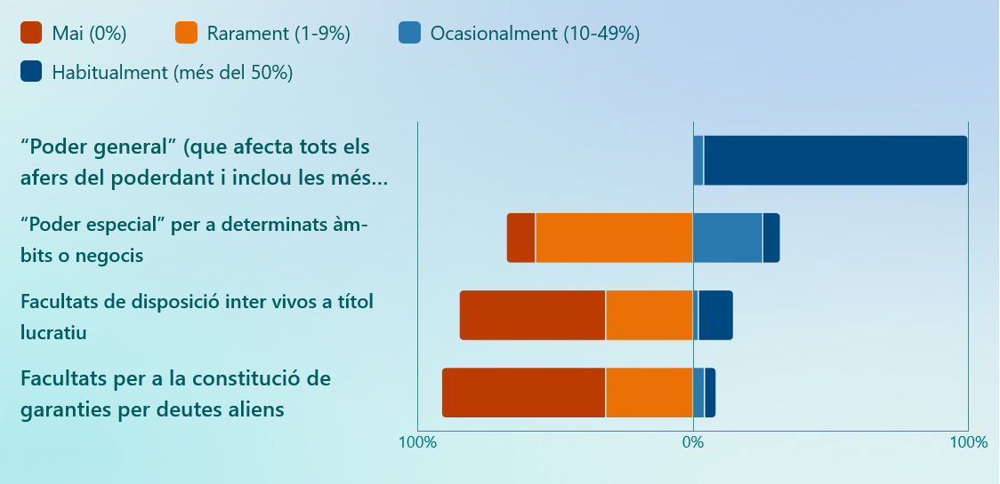 Mai (0%) Rarament (1-9%) Ocasionalment (10-49%)
Habitualment (més del 50%)
“Poder general” (que afecta tots els
afers del poderdant i inclou les més...
“Poder especial” per a determinats àm-
bits o negocis
Facultats de disposició inter vivos a títol
lucratiu
Facultats per a la constitució de
garanties per deutes aliens
100% 0% 100%